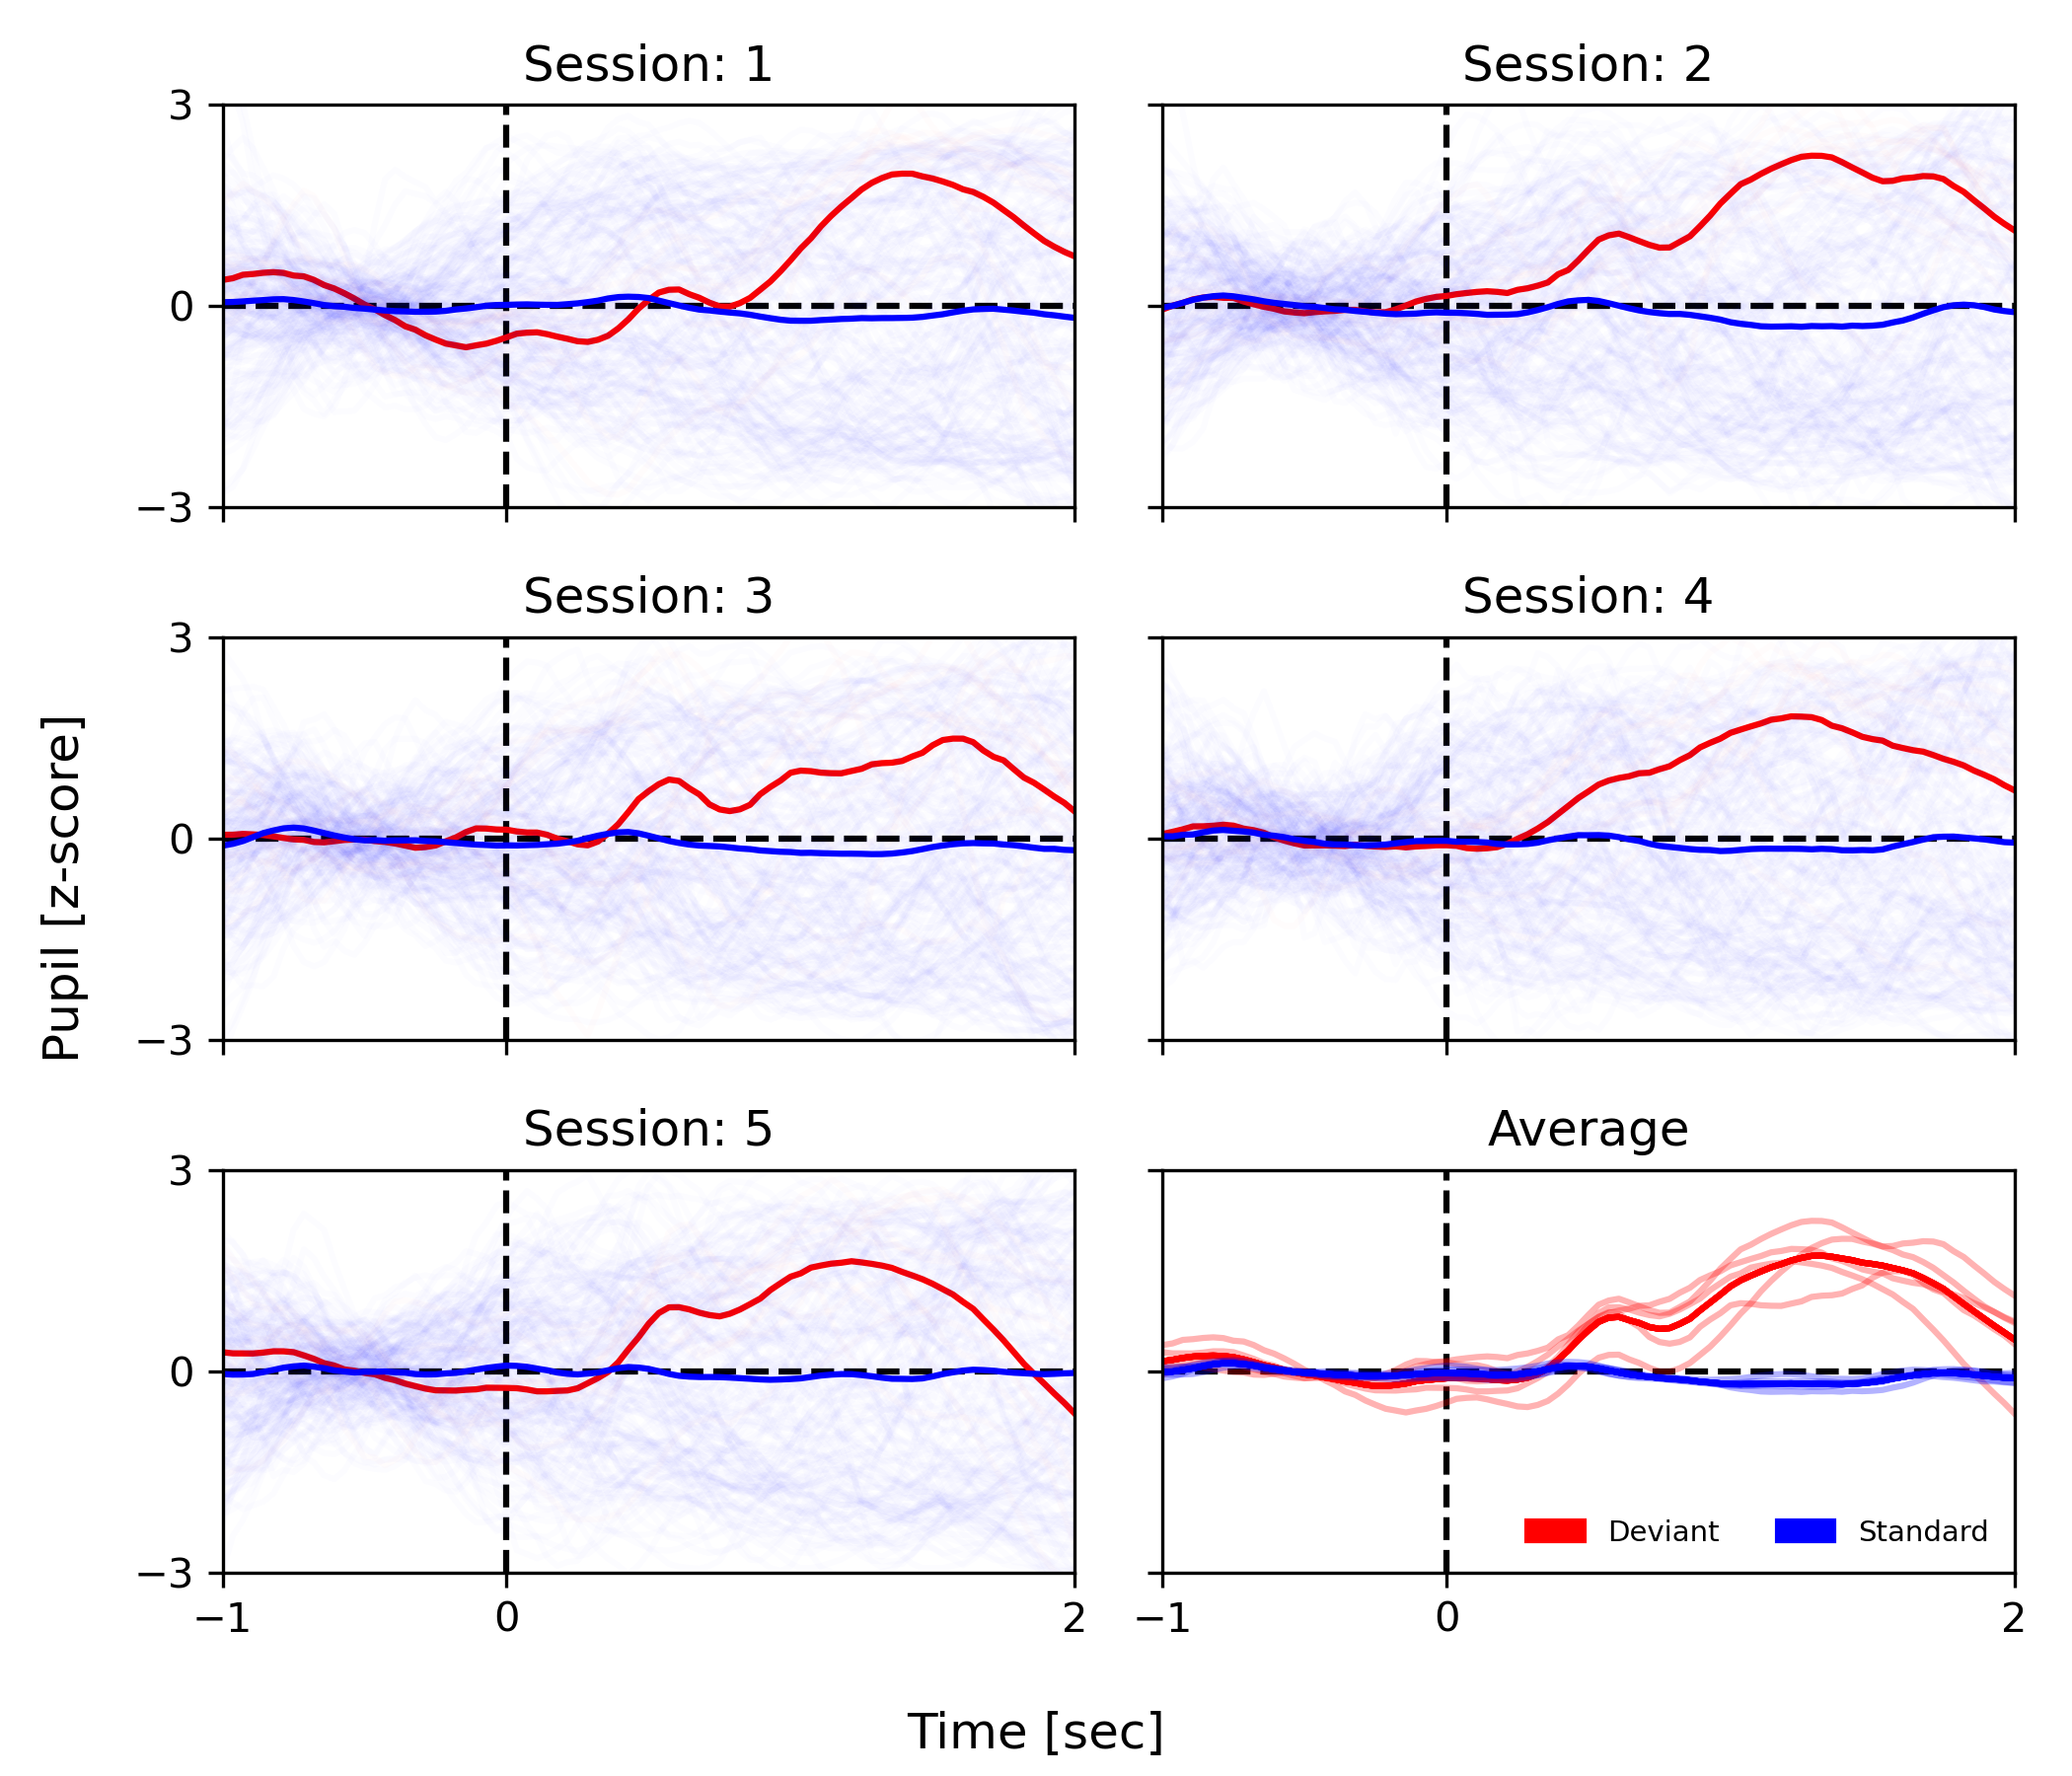 Session: 1
Session: 2
3
0
−3
Session: 3
Session: 4
3
0
−3
Pupil [z-score]
Session: 5
Average
3
0
−3
Deviant
Standard
−1
0
2
−1
0
2
Time [sec]